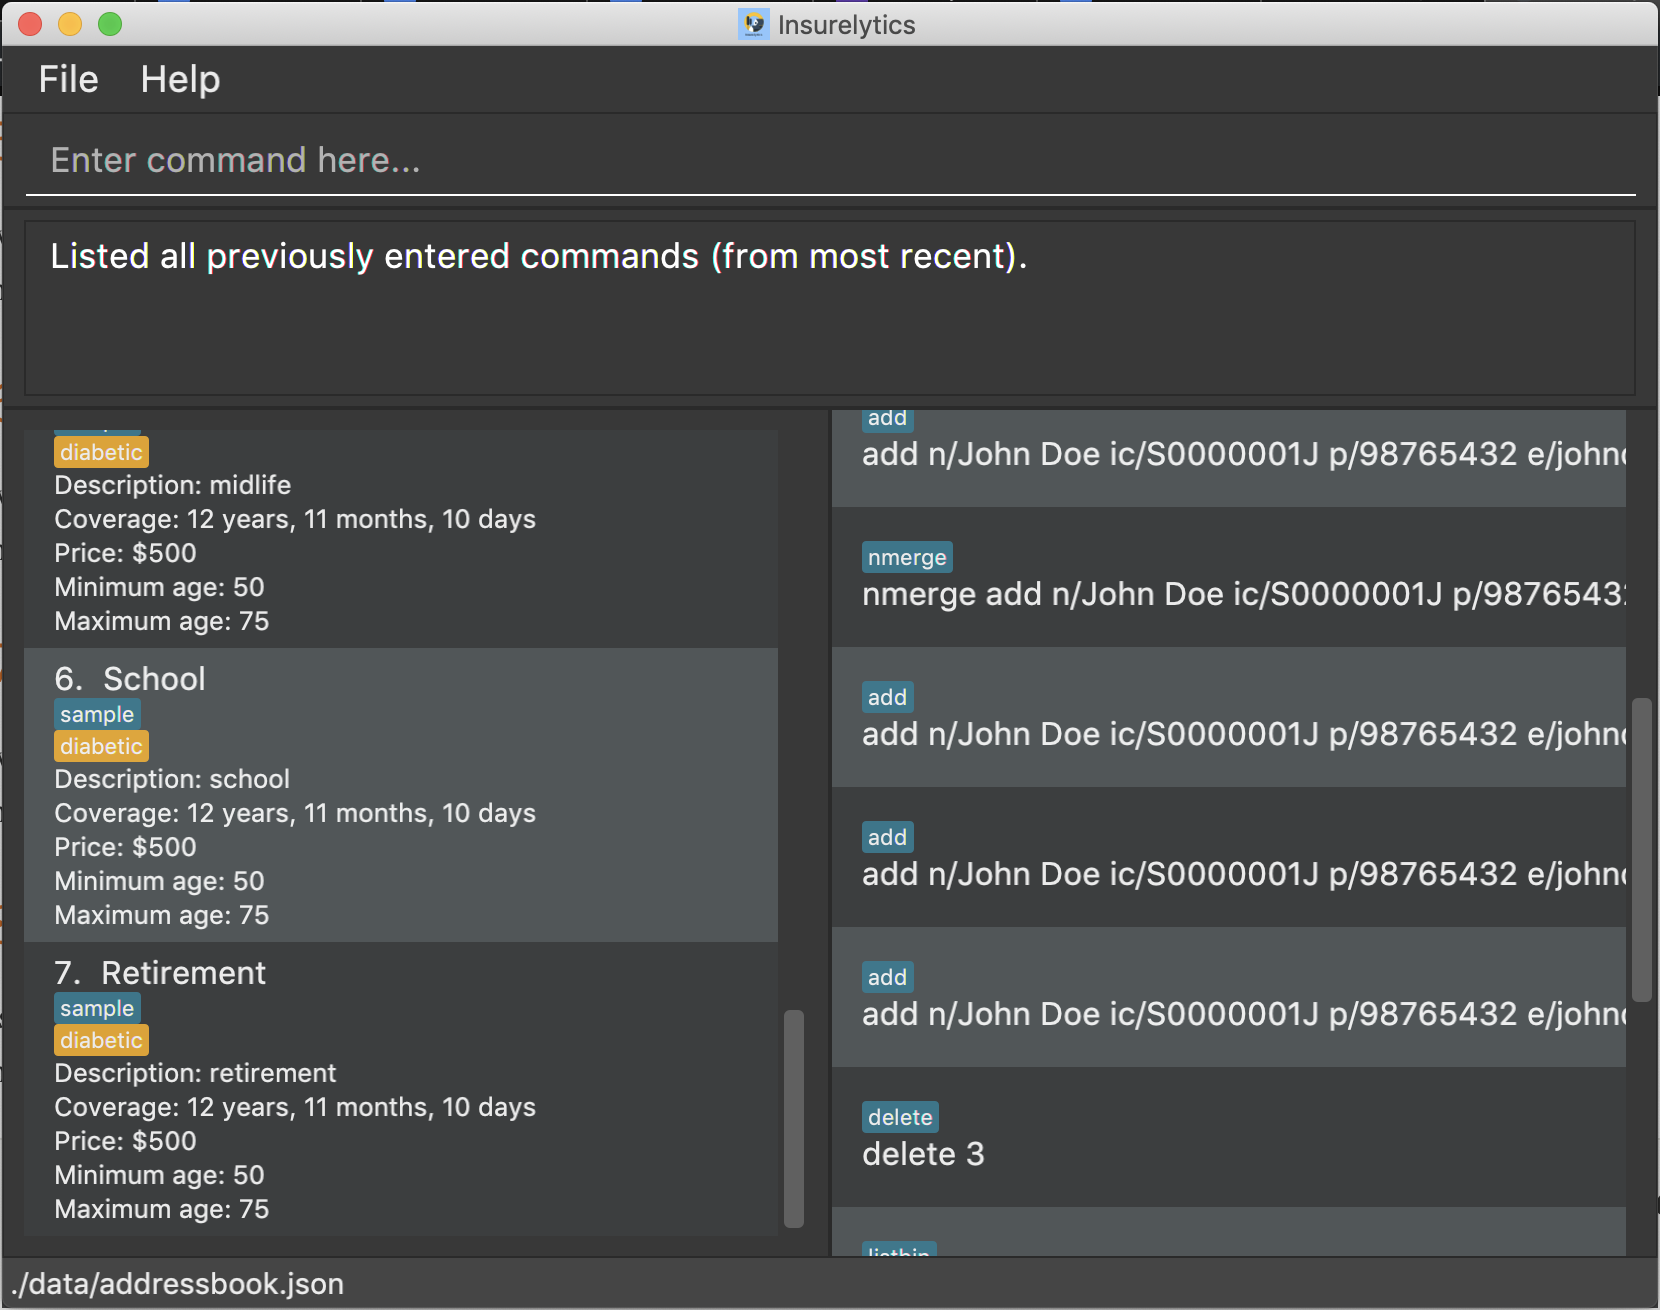 Insurelytics
File Help
Enter command here...
Listed all previously entered commands (from most recent).
diabetic
Description: midlife
Coverage: 12 years, 11 months, 10 days
Price: $500
Minimum age: 50
Maximum age: 75
6. School
sample
diabetic
Description: school
Coverage: 12 years, 11 months, 10 days
Price: $500
Minimum age: 50
Maximum age: 75
7. Retirement
sample
diabetic
Description: retirement
Coverage: 12 years, 11 months, 10 days
Price: $500
Minimum age: 50
Maximum age: 75
add
add n/John Doe ic/S0000001J p/98765432 e/john
nmerge
nmerge add n/John Doe ic/S0000001J p/9876543
add
add n/John Doe ic/S0000001J p/98765432 e/john
add
add n/John Doe ic/S0000001J p/98765432 e/john
add
add n/John Doe ic/S0000001J p/98765432 e/john
delete
delete 3
./data/addressbook.json